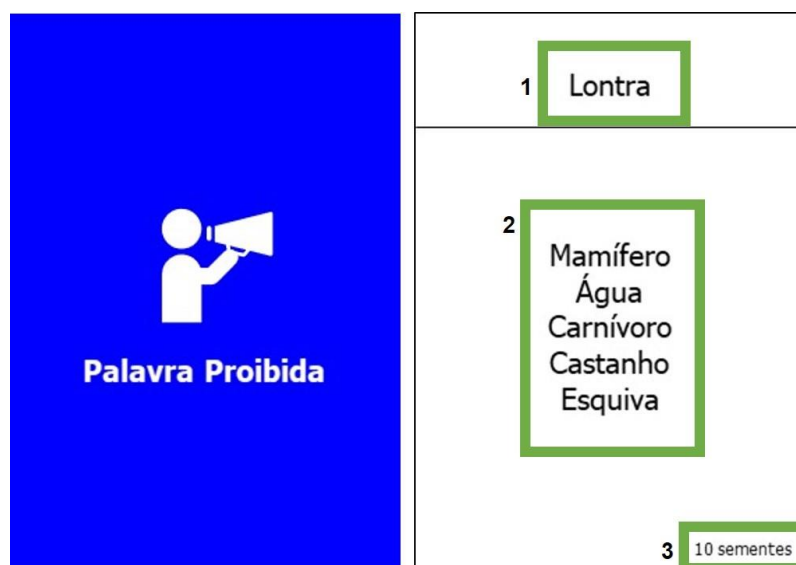 Palavra Proibida
1
Lontra
2
Mamífero
Água
Carnívoro
Castanho
Esquiva
3
10 sementes